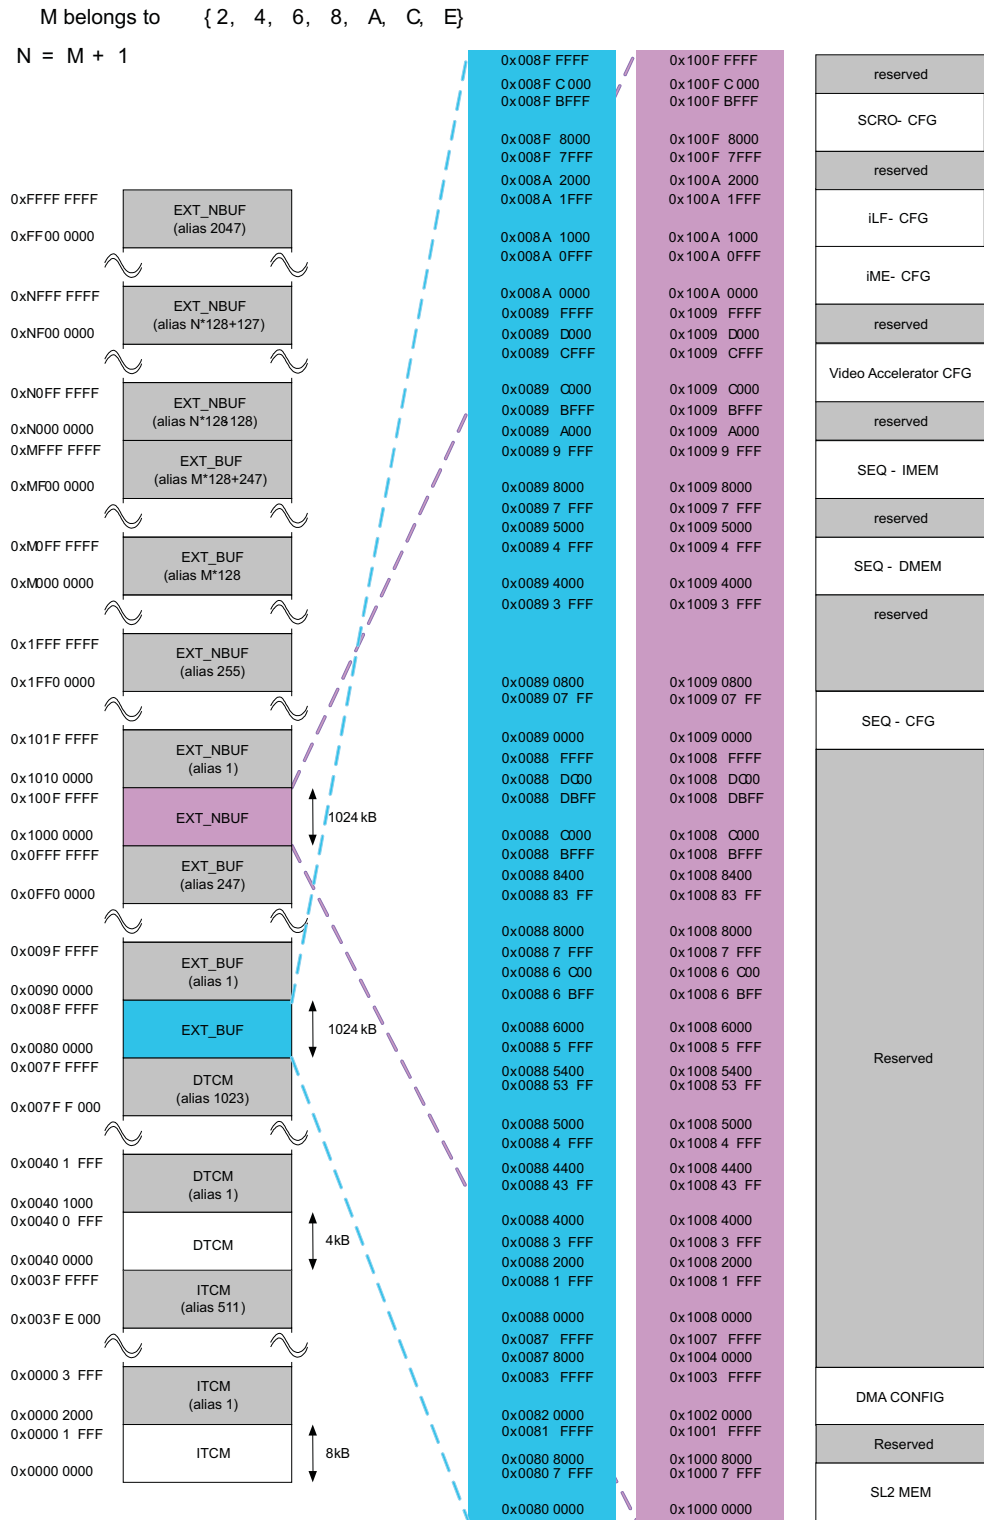 M belongs to { 2, 4, 6, 8, A, C, E}
N = M + 1
0xFFFF FFFF
EXT_NBUF
(alias 2047)
0xFF00 0000
0xNFFF FFFF
EXT_NBUF
(alias N*128+127)
0xNF00 0000
0xN0FF FFFF
EXT_NBUF
(alias N*128-128)
0xN000 0000
0xMFFF FFFF
EXT_BUF
(alias M*128+247)
0xMF00 0000
0xM0FF FFFF
EXT_BUF
(alias M*128
0xM000 0000
0x1FFF FFFF
EXT_NBUF
(alias 255)
0x1FF0 0000
0x101F FFFF
EXT_NBUF
(alias 1)
0x1010 0000
0x100F FFFF
EXT_NBUF
1024 kB
0x1000 0000
0x0FFF FFFF
EXT_BUF
(alias 247)
0x0FF0 0000
0x009F FFFF
EXT_BUF
(alias 1)
0x0090 0000
0x008F FFFF
EXT_BUF
1024 kB
0x0080 0000
0x007F FFFF
DTCM
(alias 1023)
0x007F F 000
0x0040 1 FFF
DTCM
(alias 1)
0x0040 1000
0x0040 0 FFF
DTCM
4kB
0x0040 0000
0x003F FFFF
ITCM
(alias 511)
0x003F E 000
0x0000 3 FFF
ITCM
(alias 1)
0x0000 2000
0x0000 1 FFF
ITCM
8kB
0x0000 0000
0x008F FFFF
0x008F C 000
0x008F BFFF
0x008F 8000
0x008F 7FFF
0x008A 2000
0x008A 1FFF
0x008A 1000
0x008A 0FFF
0x008A 0000
0x0089 FFFF
0x0089 D000
0x0089 CFFF
0x0089 C000
0x0089 BFFF
0x0089 A000
0x0089 9 FFF
0x0089 8000
0x0089 7 FFF
0x0089 5000
0x0089 4 FFF
0x0089 4000
0x0089 3 FFF
0x0089 0800
0x0089 07 FF
0x0089 0000
0x0088 FFFF
0x0088 DC00
0x0088 DBFF
0x0088 C000
0x0088 BFFF
0x0088 8400
0x0088 83 FF
0x0088 8000
0x0088 7 FFF
0x0088 6 C00
0x0088 6 BFF
0x0088 6000
0x0088 5 FFF
0x0088 5400
0x0088 53 FF
0x0088 5000
0x0088 4 FFF
0x0088 4400
0x0088 43 FF
0x0088 4000
0x0088 3 FFF
0x0088 2000
0x0088 1 FFF
0x0088 0000
0x0087 FFFF
0x0087 8000
0x0083 FFFF
0x0082 0000
0x0081 FFFF
0x0080 8000
0x0080 7 FFF
0x0080 0000
0x100F FFFF
0x100F C 000
0x100F BFFF
0x100F 8000
0x100F 7FFF
0x100A 2000
0x100A 1FFF
0x100A 1000
0x100A 0FFF
0x100A 0000
0x1009 FFFF
0x1009 D000
0x1009 CFFF
0x1009 C000
0x1009 BFFF
0x1009 A000
0x1009 9 FFF
0x1009 8000
0x1009 7 FFF
0x1009 5000
0x1009 4 FFF
0x1009 4000
0x1009 3 FFF
0x1009 0800
0x1009 07 FF
0x1009 0000
0x1008 FFFF
0x1008 DC00
0x1008 DBFF
0x1008 C000
0x1008 BFFF
0x1008 8400
0x1008 83 FF
0x1008 8000
0x1008 7 FFF
0x1008 6 C00
0x1008 6 BFF
0x1008 6000
0x1008 5 FFF
0x1008 5400
0x1008 53 FF
0x1008 5000
0x1008 4 FFF
0x1008 4400
0x1008 43 FF
0x1008 4000
0x1008 3 FFF
0x1008 2000
0x1008 1 FFF
0x1008 0000
0x1007 FFFF
0x1004 0000
0x1003 FFFF
0x1002 0000
0x1001 FFFF
0x1000 8000
0x1000 7 FFF
0x1000 0000
reserved
SCRO- CFG
reserved
iLF- CFG
iME- CFG
reserved
Video Accelerator CFG
reserved
SEQ - IMEM
reserved
SEQ - DMEM
reserved
SEQ - CFG
Reserved
DMA CONFIG
Reserved
SL2 MEM